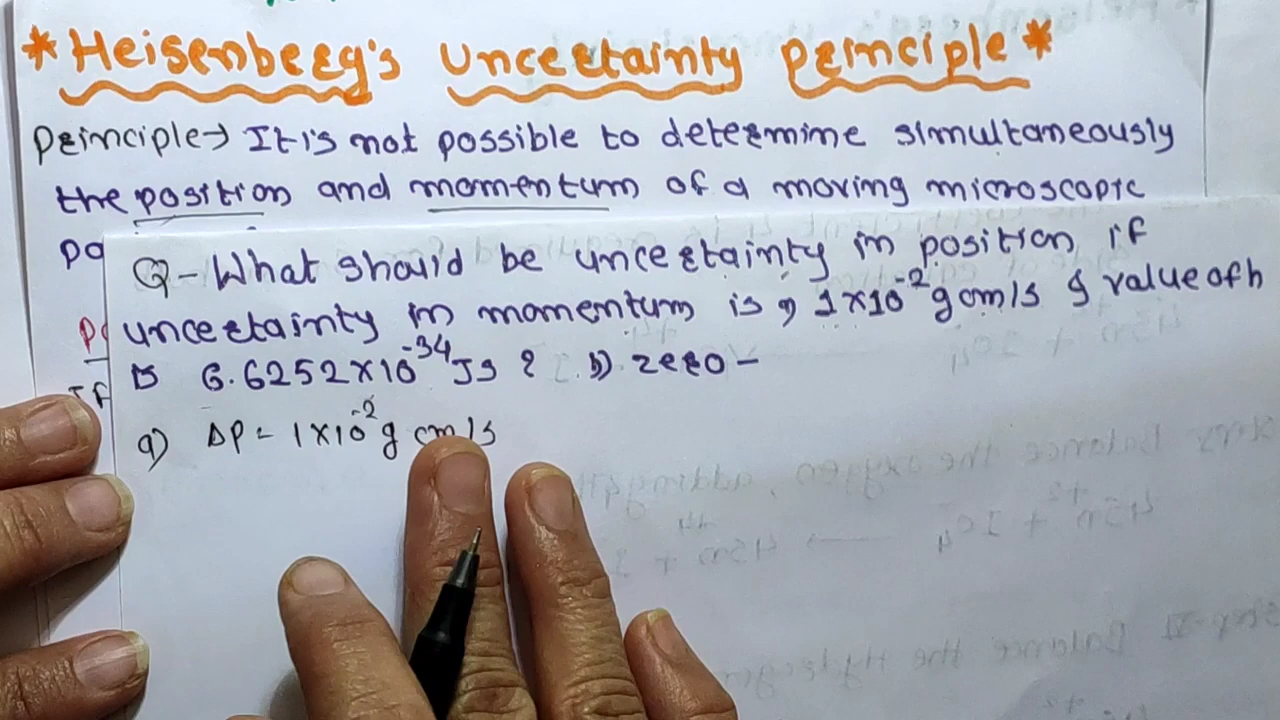 *Heisenberg's Uncertainty Principle*
Principle→ It is not possible to determine simultaneously
the position and momentum of a moving microscopic
pa
Q-What should be uncertainty in position if
uncertainty in momentum is a) 1×10⁻² g cm/s & value of h
is 6.6252×10⁻³⁴ Js ? b) zero -
If
a) ΔP = 1×10⁻² g cm/s